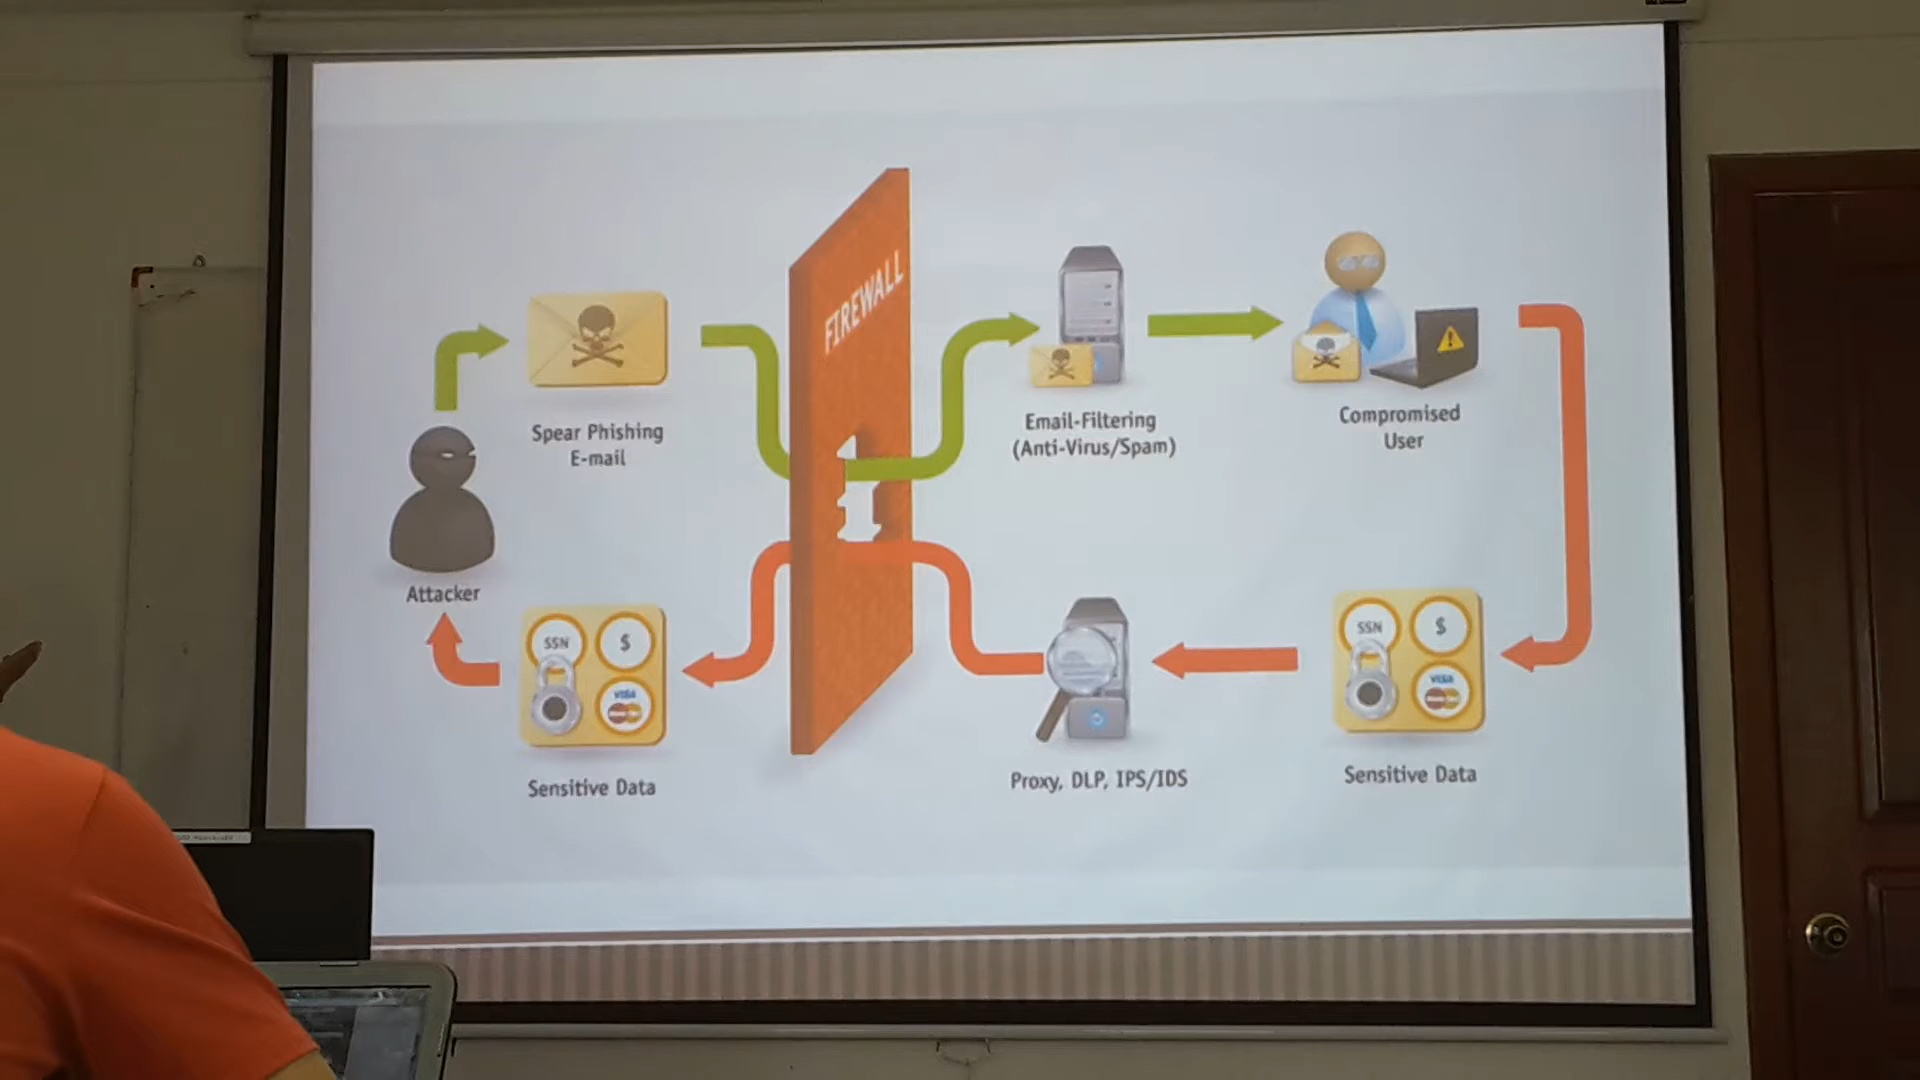 FIREWALL
Spear Phishing
E-mail
Email-Filtering
(Anti-Virus/Spam)
Compromised
User
Attacker
SSN
$
VISA
Sensitive Data
Proxy, DLP, IPS/IDS
SSN
$
VISA
Sensitive Data